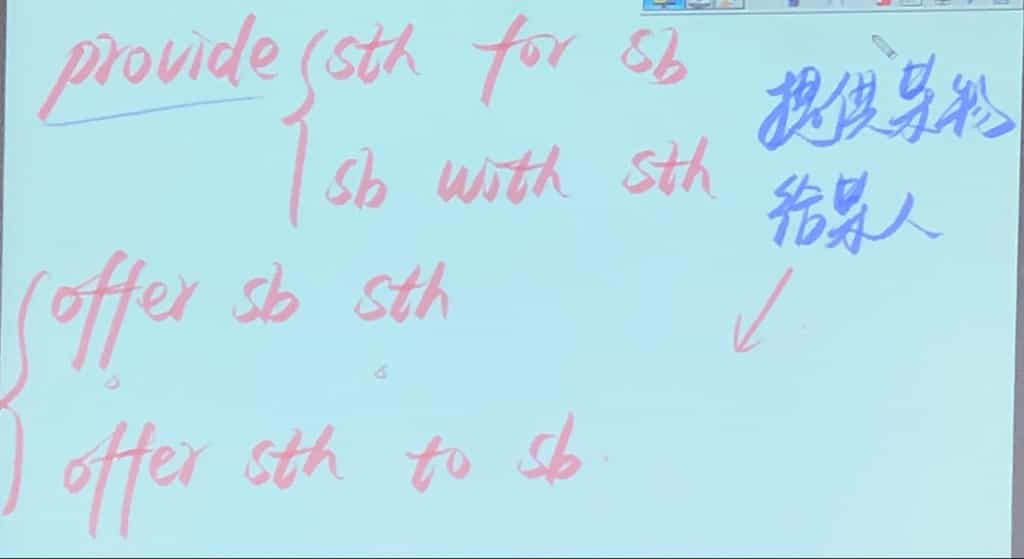 provide { sth for sb
提供某物
sb with sth
给某人
offer sb sth
offer sth to sb